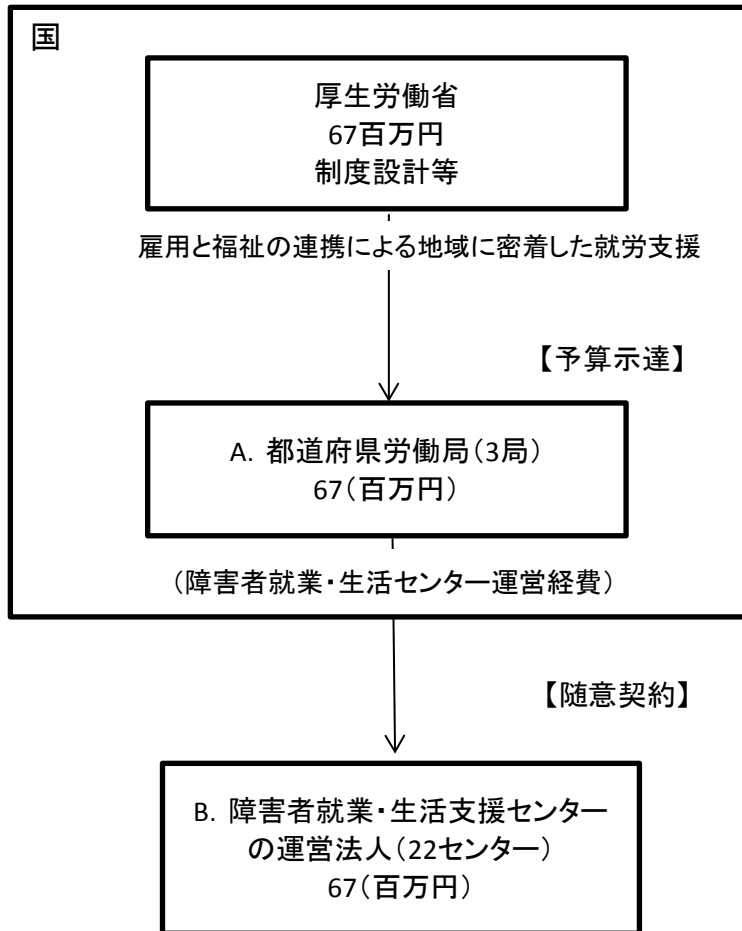 国
厚生労働省
67百万円
制度設計等
雇用と福祉の連携による地域に密着した就労支援
【予算示達】
A. 都道府県労働局（3局）
67（百万円）
（障害者就業・生活センター運営経費）
【随意契約】
B. 障害者就業・生活支援センター
の運営法人（22センター）
67（百万円）